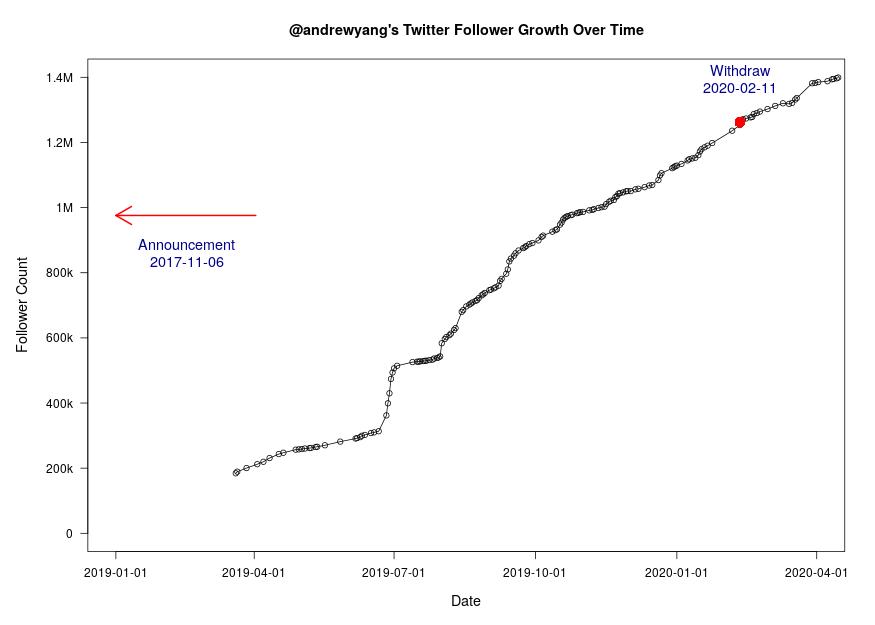 @andrewyang's Twitter Follower Growth Over Time
Withdraw
2020-02-11
Announcement
2017-11-06
Follower Count
1.4M
1.2M
1M
800k
600k
400k
200k
0
2019-01-01
2019-04-01
2019-07-01
2019-10-01
2020-01-01
2020-04-01
Date